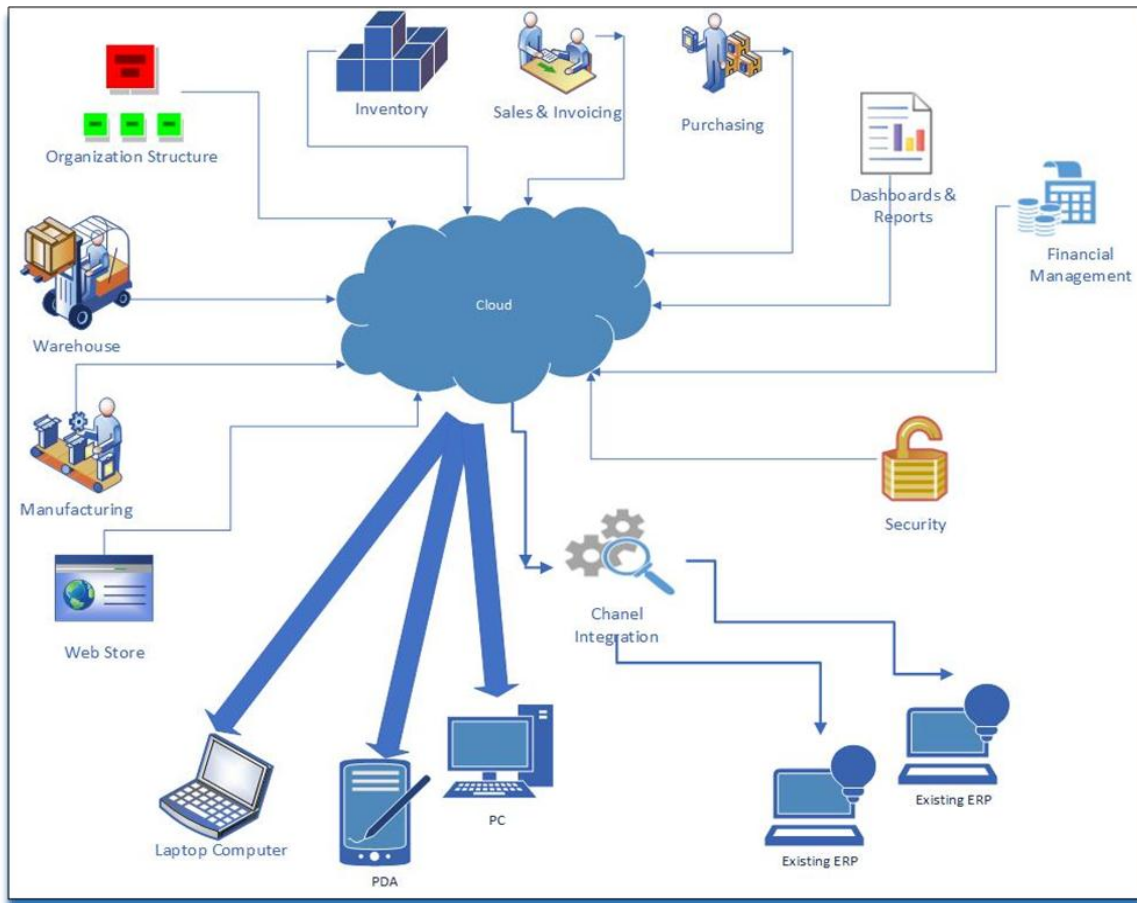 Inventory
Sales & Invoicing
Purchasing
Organization Structure
Dashboards &
Reports
Financial
Management
Cloud
Warehouse
Manufacturing
Security
Web Store
Chanel
Integration
Laptop Computer
PDA
PC
Existing ERP
Existing ERP